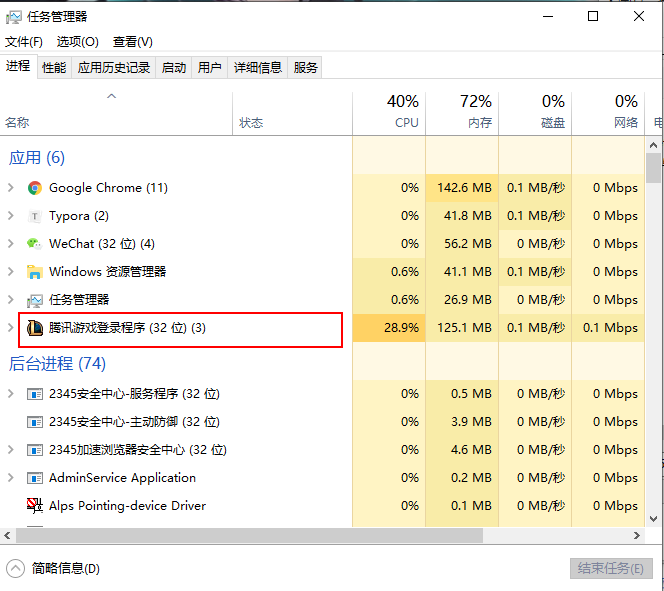 任务管理器
文件(F) 选项(O) 查看(V)
进程 性能 应用历史记录 启动 用户 详细信息 服务
40% 72% 0% 0%
名称 状态 CPU 内存 磁盘 网络
应用 (6)
Google Chrome (11) 0% 142.6 MB 0.1 MB/秒 0 Mbps
Typora (2) 0% 41.8 MB 0.1 MB/秒 0 Mbps
WeChat (32 位) (4) 0% 56.2 MB 0 MB/秒 0 Mbps
Windows 资源管理器 0.6% 41.1 MB 0.1 MB/秒 0 Mbps
任务管理器 0.6% 26.9 MB 0 MB/秒 0 Mbps
腾讯游戏登录程序 (32 位) (3) 28.9% 125.1 MB 0.1 MB/秒 0.1 Mbps
后台进程 (74)
2345安全中心-服务程序 (32 位) 0% 0.5 MB 0 MB/秒 0 Mbps
2345安全中心-主动防御 (32 位) 0% 3.9 MB 0 MB/秒 0 Mbps
2345加速浏览器安全中心 (32 位) 0% 4.6 MB 0 MB/秒 0 Mbps
AdminService Application 0% 0.2 MB 0 MB/秒 0 Mbps
Alps Pointing-device Driver 0% 0.1 MB 0 MB/秒 0 Mbps
简略信息(D) 结束任务(E)